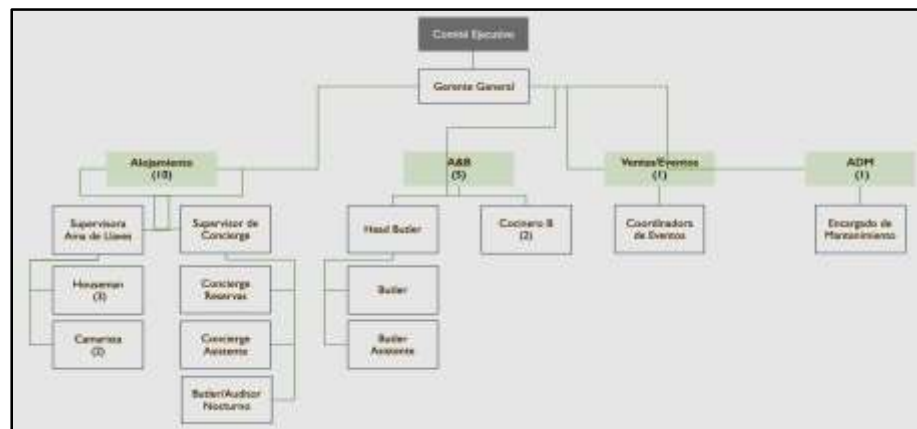 Comité Ejecutivo
Gerente General
Alojamiento
(10)
A&B
(5)
Ventas/Eventos
(1)
ADM
(1)
Supervisora
Ama de Llaves
Supervisor de
Concierge
Head Butler
Cocinero B
(2)
Coordinadora
de Eventos
Encargado de
Mantenimiento
Houseman
(3)
Concierge
Reservas
Butler
Camarista
(2)
Concierge
Asistente
Butler
Asistente
Butler/Auditor
Nocturno